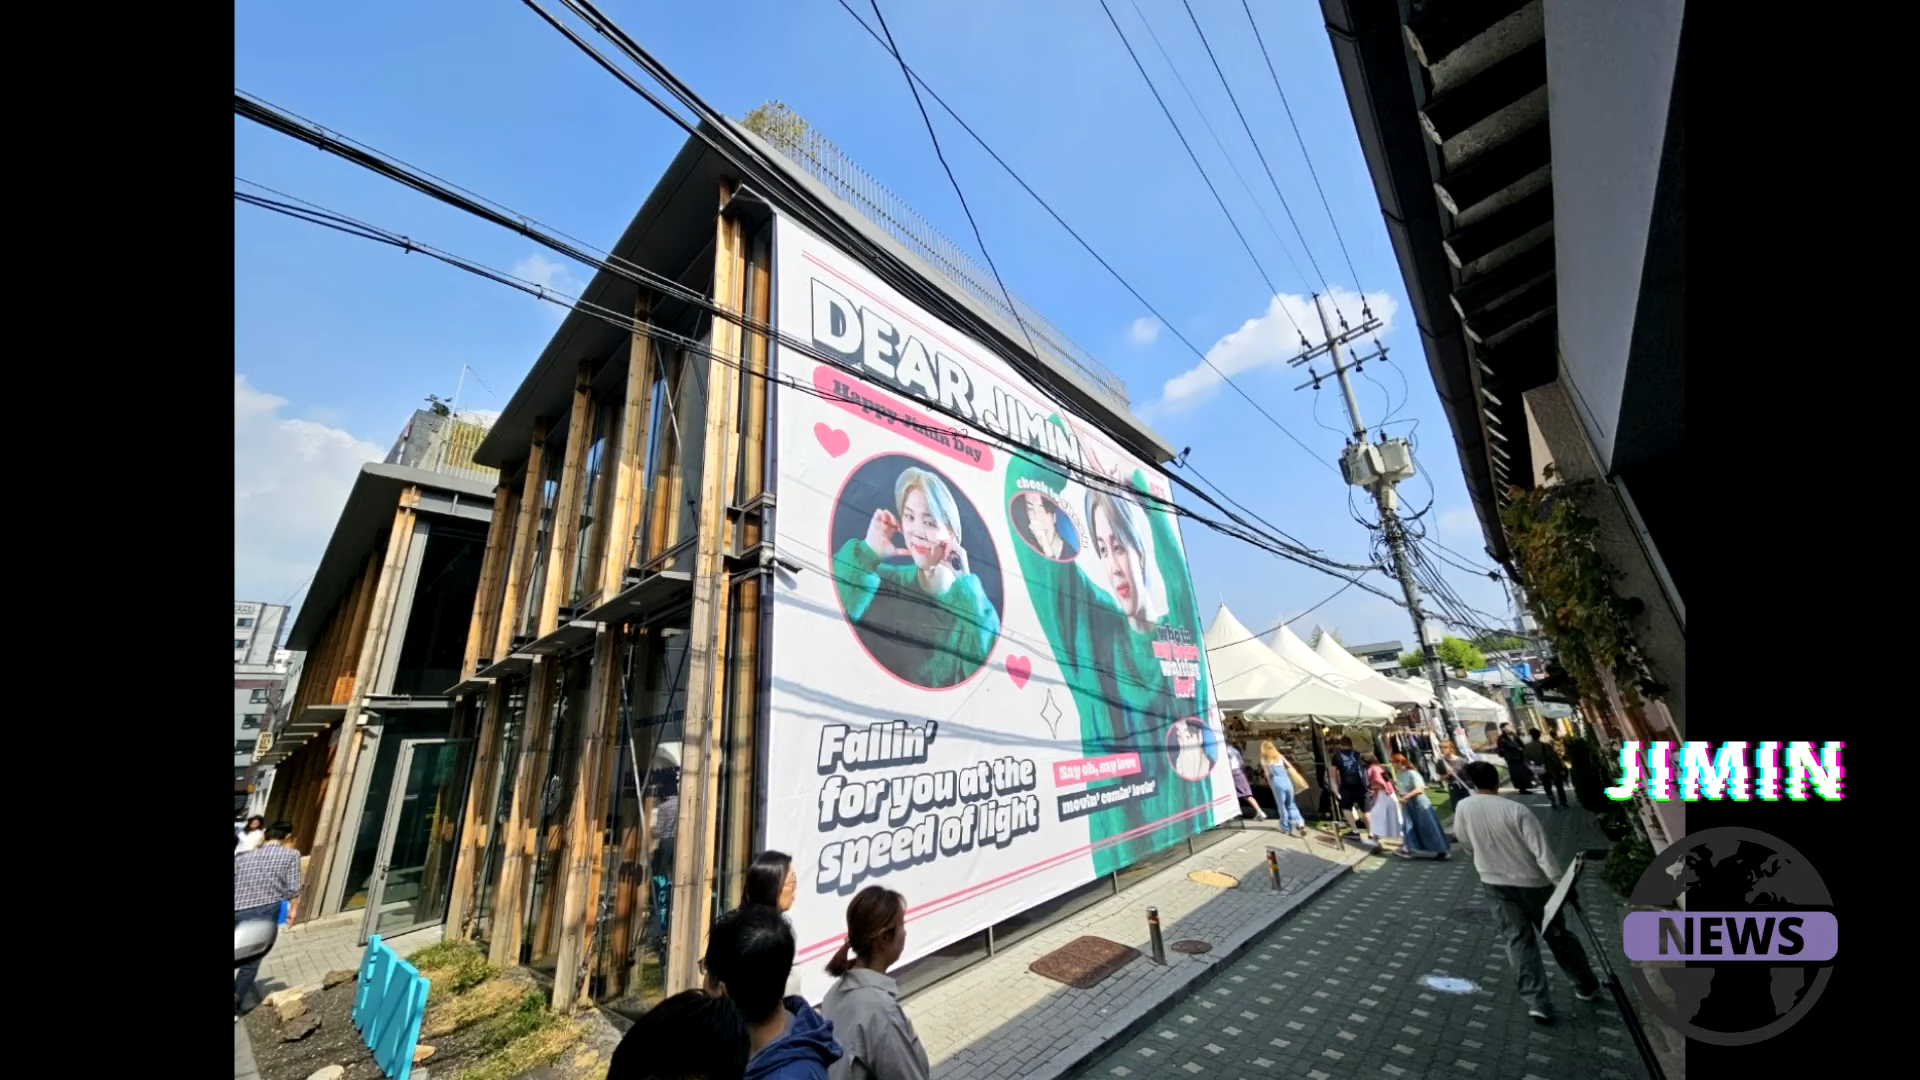 DEAR JIMIN
Happy Jimin Day
Fallin'
for you at the
speed of light
Say oh, say love
movin' comin' lovin'
JIMIN
NEWS